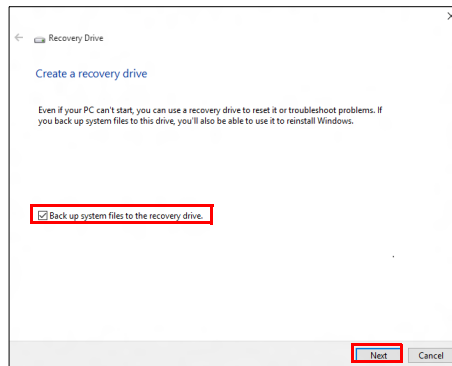 Recovery Drive
Create a recovery drive
Even if your PC can't start, you can use a recovery drive to reset it or troubleshoot problems. If
you back up system files to this drive, you'll also be able to use it to reinstall Windows.
Back up system files to the recovery drive.
Next Cancel